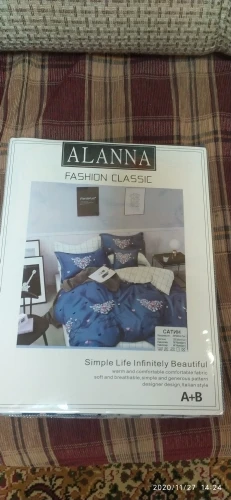 ALANNA
FASHION CLASSIC
САТИН
Simple Life Infinitely Beautiful
warm and comfortable comfortable fabric
soft and breathable, simple and generous pattern
designer design, Italian style
A+B
2020/11/27 14:24